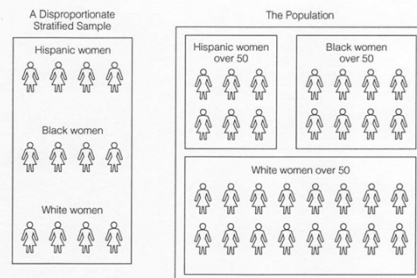 A Disproportionate
Stratified Sample
Hispanic women
Black women
White women
The Population
Hispanic women
over 50
Black women
over 50
White women over 50